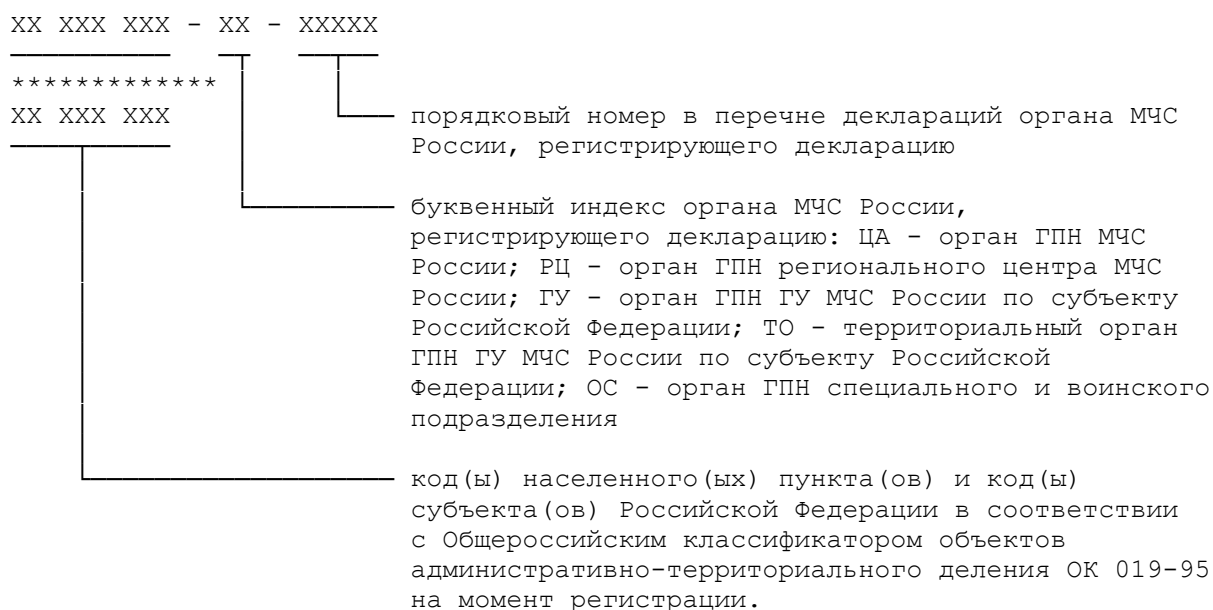 XX XXX XXX - XX - XXXXX
*************
XX XXX XXX
порядковый номер в перечне деклараций органа МЧС
России, регистрирующего декларацию
буквенный индекс органа МЧС России,
регистрирующего декларацию: ЦА - орган ГПН МЧС
России; РЦ - орган ГПН регионального центра МЧС
России; ГУ - орган ГПН ГУ МЧС России по субъекту
Российской Федерации; ТО - территориальный орган
ГПН ГУ МЧС России по субъекту Российской
Федерации; ОС - орган ГПН специального и воинского
подразделения
код(ы) населенного(ых) пункта(ов) и код(ы)
субъекта(ов) Российской Федерации в соответствии
с Общероссийским классификатором объектов
административно-территориального деления ОК 019-95
на момент регистрации.